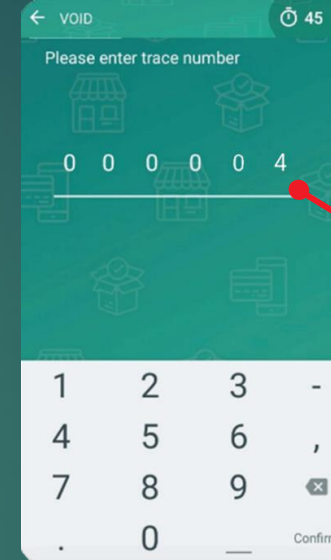 ← VOID 45
Please enter trace number
0 0 0 0 0 4
1 2 3 -
4 5 6 ,
7 8 9
. 0 _